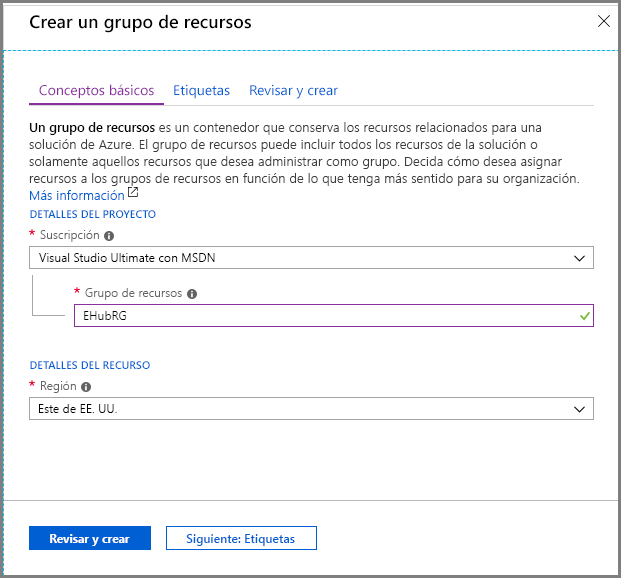 Crear un grupo de recursos
Conceptos básicos Etiquetas Revisar y crear
Un grupo de recursos es un contenedor que conserva los recursos relacionados para una
solución de Azure. El grupo de recursos puede incluir todos los recursos de la solución o
solamente aquellos recursos que desea administrar como grupo. Decida cómo desea asignar
recursos a los grupos de recursos en función de lo que tenga más sentido para su organización.
Más información
DETALLES DEL PROYECTO
* Suscripción
Visual Studio Ultimate con MSDN
* Grupo de recursos
EHubRG
DETALLES DEL RECURSO
* Región
Este de EE. UU.
Revisar y crear Siguiente: Etiquetas